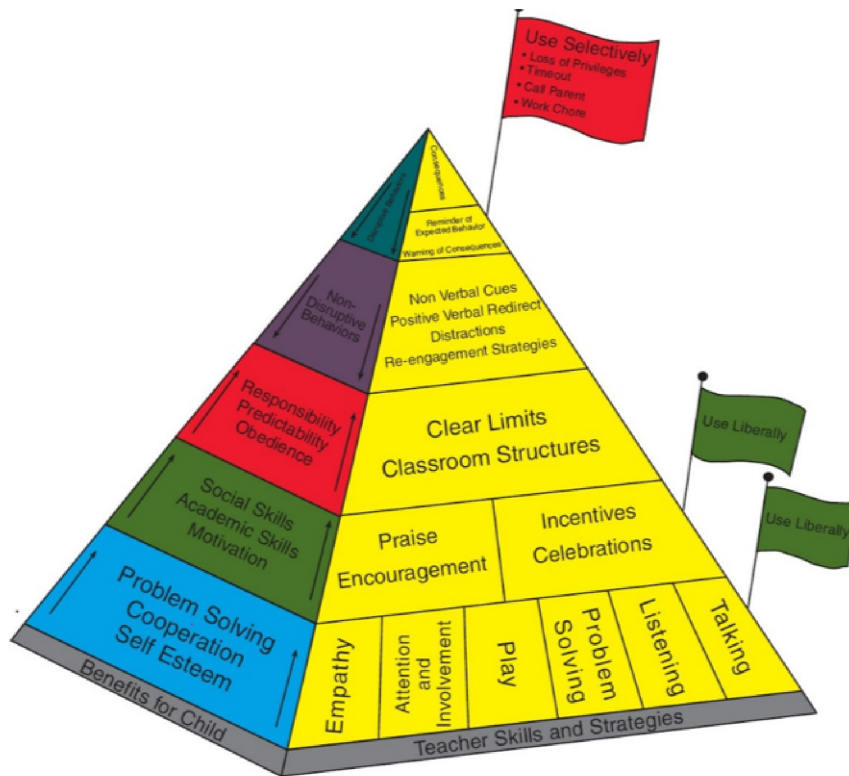 Use Selectively
• Loss of Privileges
• Timeout
• Call Parent
• Work Chore
Disruptive Behaviors
Consequences
Reminder of
Expected Behavior
Warning of Consequences
Non-
Disruptive
Behaviors
Non Verbal Cues
Positive Verbal Redirect
Distractions
Re-engagement Strategies
Responsibility
Predictability
Obedience
Clear Limits
Classroom Structures
Use Liberally
Social Skills
Academic Skills
Motivation
Praise
Encouragement
Incentives
Celebrations
Use Liberally
Problem Solving
Cooperation
Self Esteem
Empathy
Attention
and
Involvement
Play
Problem
Solving
Listening
Talking
Benefits for Child
Teacher Skills and Strategies